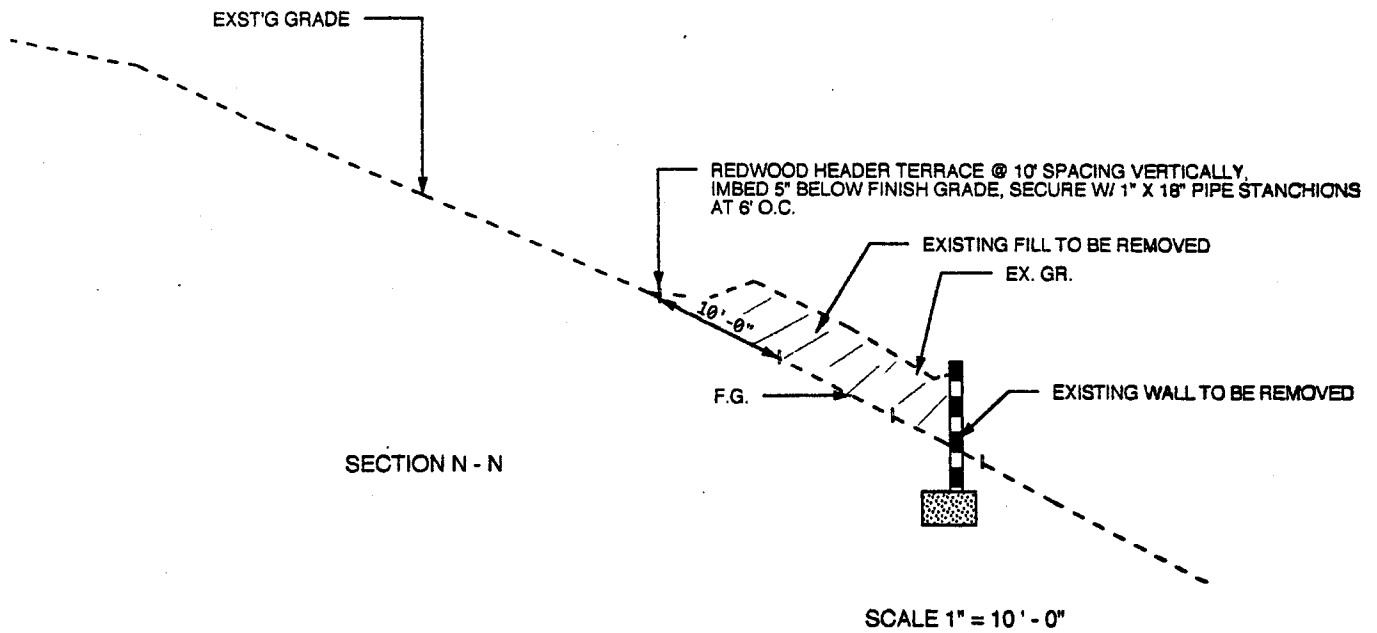 EXST'G GRADE
REDWOOD HEADER TERRACE @ 10' SPACING VERTICALLY,
IMBED 5" BELOW FINISH GRADE, SECURE W/ 1" X 18" PIPE STANCHIONS
AT 6' O.C.
EXISTING FILL TO BE REMOVED
EX. GR.
10'-0"
F.G.
EXISTING WALL TO BE REMOVED
SECTION N - N
SCALE 1" = 10 ' - 0"